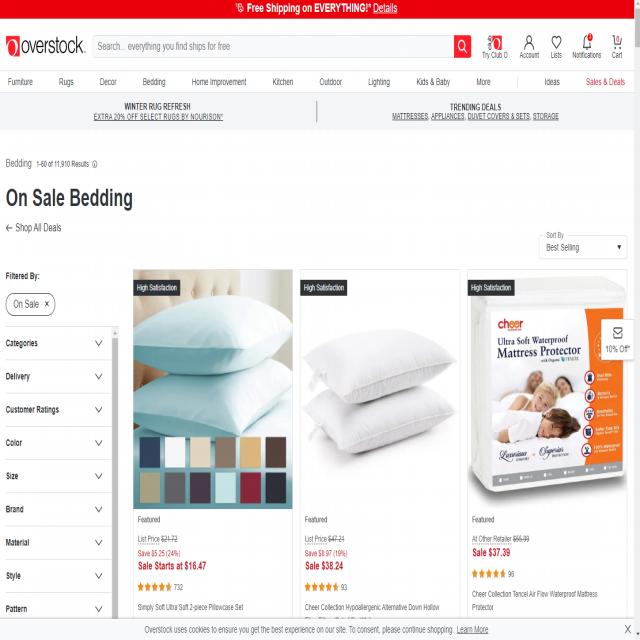 Free Shipping on EVERYTHING!* Details
overstock.
Search... everything you find ships for free
Try Club O
Account
Lists
Notifications
Cart
Furniture
Rugs
Decor
Bedding
Home Improvement
Kitchen
Outdoor
Lighting
Kids & Baby
More
Ideas
Sales & Deals
WINTER RUG REFRESH
EXTRA 20% OFF SELECT RUGS BY NOURISON*
TRENDING DEALS
MATTRESSES, APPLIANCES, DUVET COVERS & SETS, STORAGE
Bedding 1-60 of 11,910 Results
On Sale Bedding
← Shop All Deals
Sort By
Best Selling
Filtered By:
On Sale x
Categories
Delivery
Customer Ratings
Color
Size
Brand
Material
Style
Pattern
High Satisfaction
Featured
List Price $21.72
Save $5.25 (24%)
Sale Starts at $16.47
732
Simply Soft Ultra Soft 2-piece Pillowcase Set
High Satisfaction
Featured
List Price $47.21
Save $8.97 (19%)
Sale $38.24
93
Cheer Collection Hypoallergenic Alternative Down Hollow
High Satisfaction
cheer
Ultra Soft Waterproof
Mattress Protector
with Organic TENCEL
Luxurious
Superior
10% Off*
Featured
At Other Retailer
Sale $37.39
96
Cheer Collection Tencel Air Flow Waterproof Mattress
Protector
Overstock uses cookies to ensure you get the best experience on our site. To consent, please continue shopping. Learn More
X